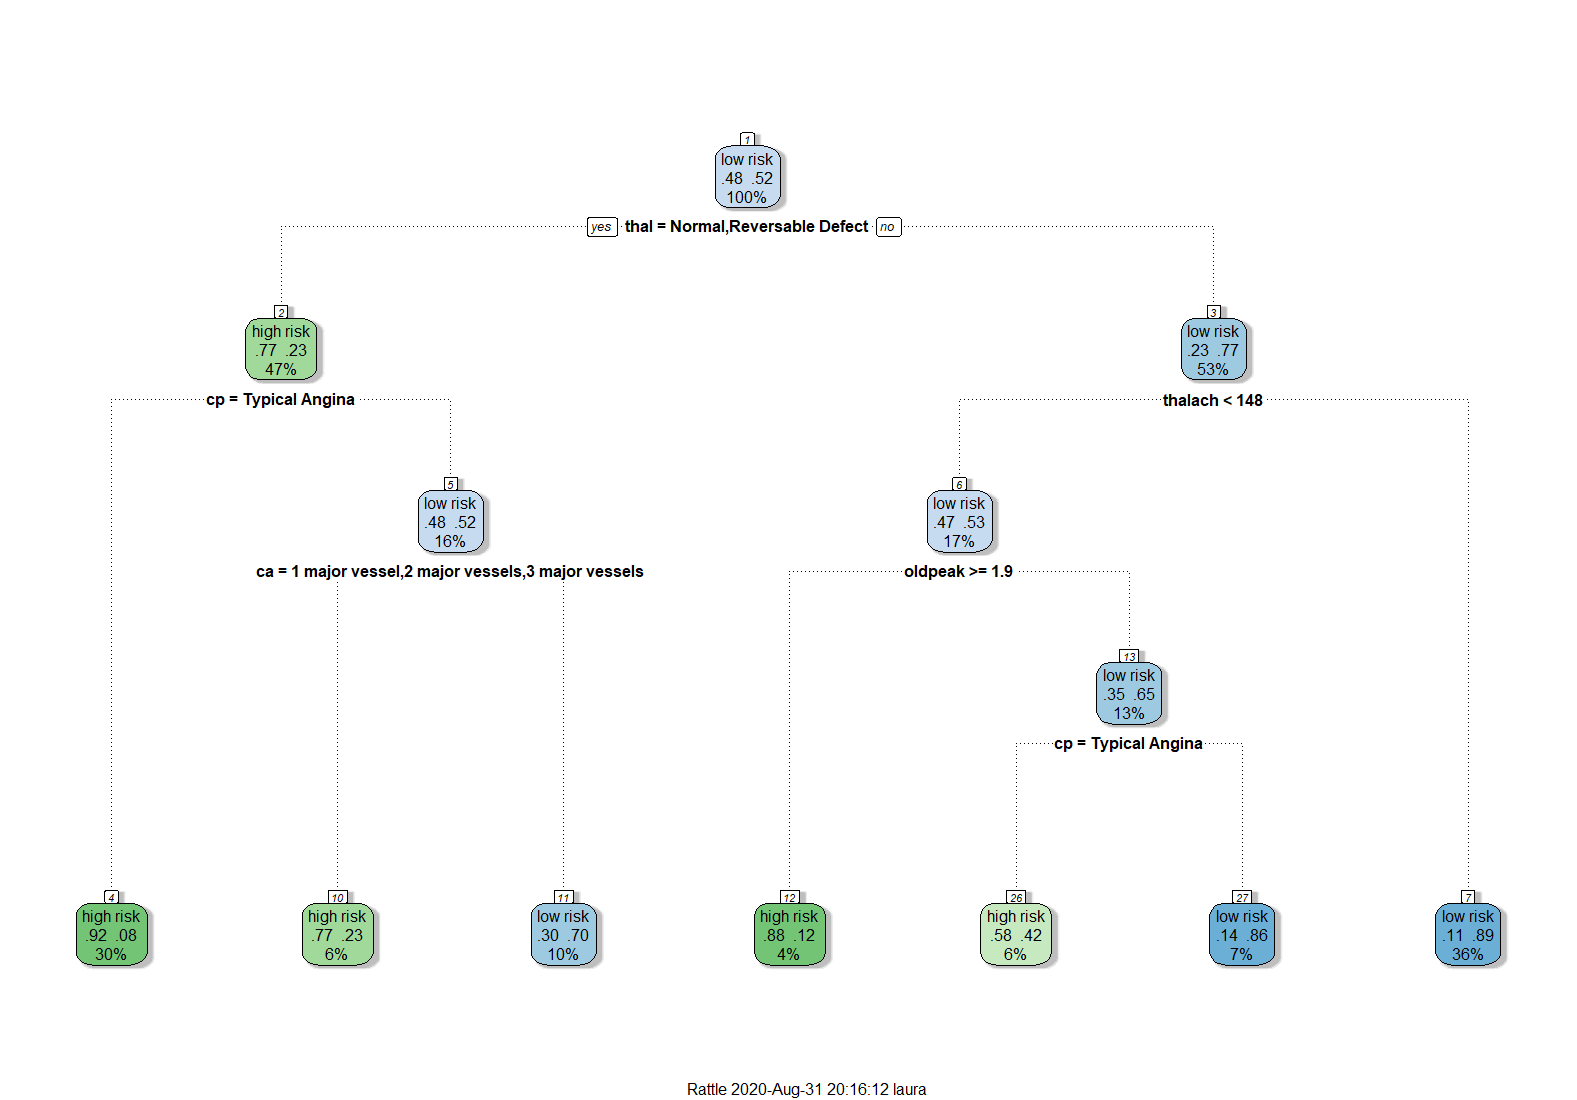 1
low risk
.48 .52
100%
yes thal = Normal,Reversable Defect no
2
high risk
.77 .23
47%
3
low risk
.23 .77
53%
cp = Typical Angina
thalach < 148
5
low risk
.48 .52
16%
6
low risk
.47 .53
17%
ca = 1 major vessel,2 major vessels,3 major vessels
oldpeak >= 1.9
13
low risk
.35 .65
13%
cp = Typical Angina
4
high risk
.92 .08
30%
10
high risk
.77 .23
6%
11
low risk
.30 .70
10%
12
high risk
.88 .12
4%
26
high risk
.58 .42
6%
27
low risk
.14 .86
7%
7
low risk
.11 .89
36%
Rattle 2020-Aug-31 20:16:12 laura